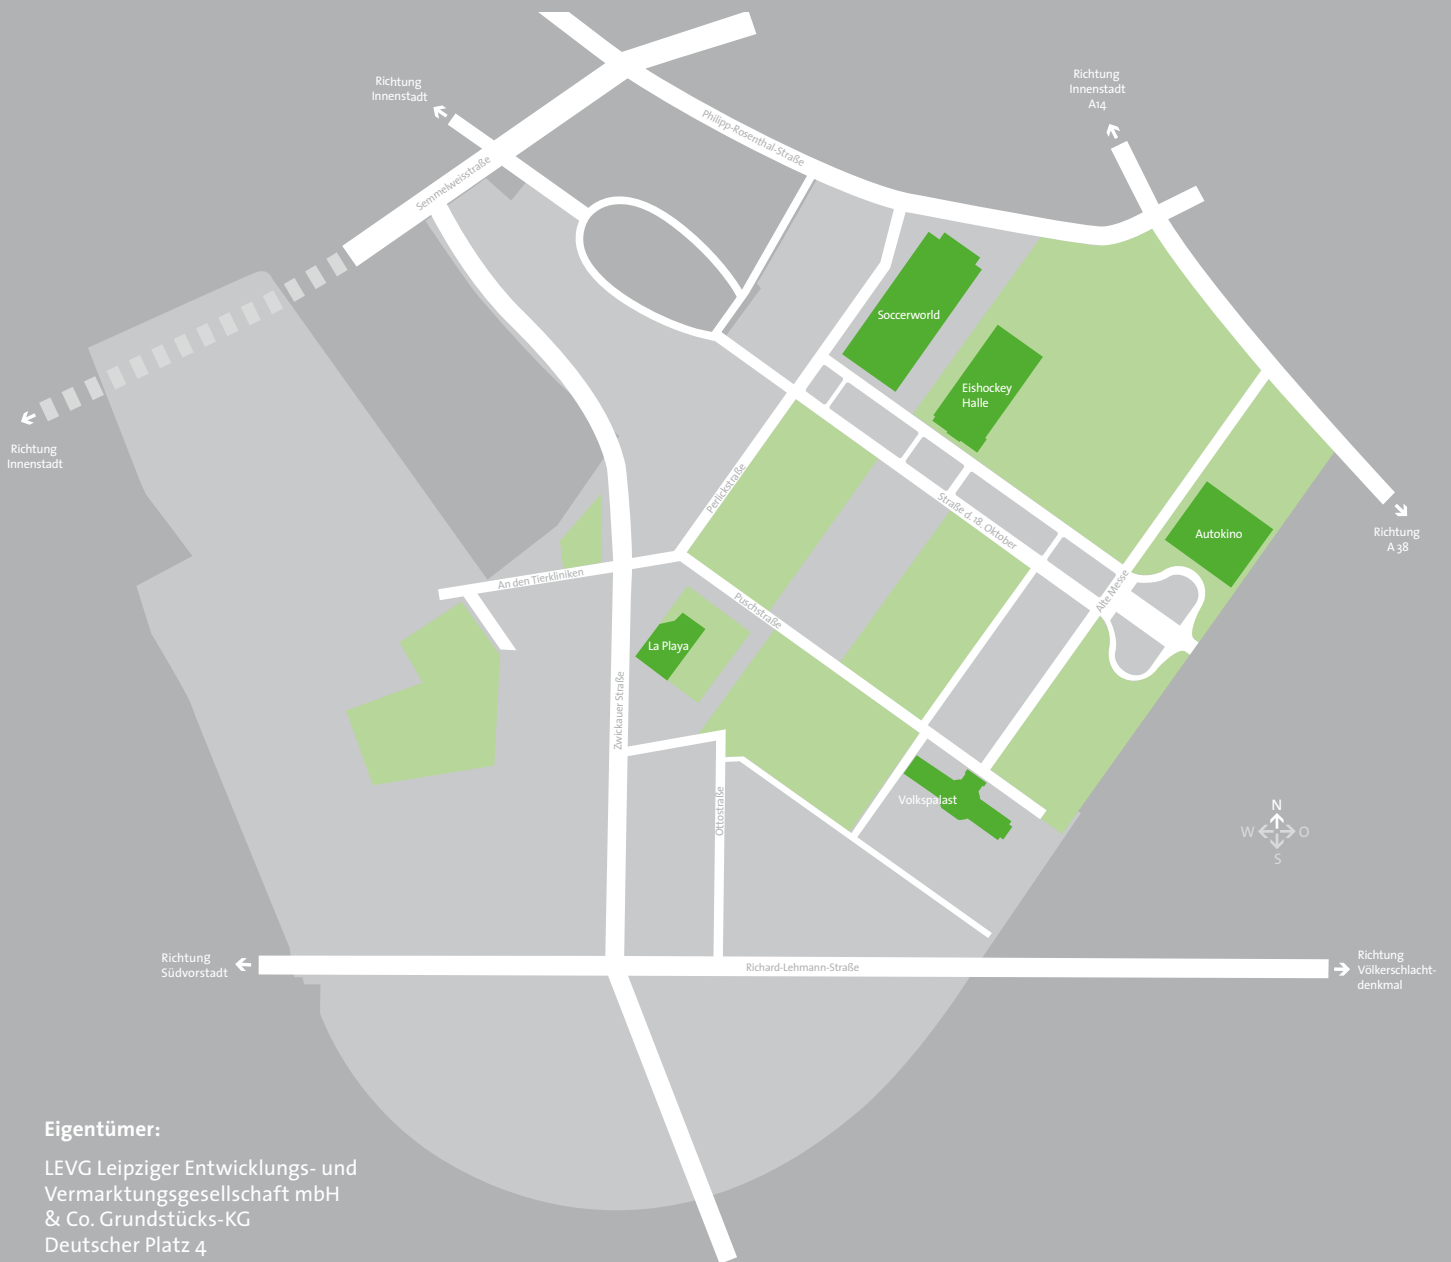 Richtung
Innenstadt
A14
Richtung
Innenstadt
Philipp-Rosenthal-Straße
Semmelweisstraße
Soccerworld
Eishockey
Halle
Richtung
Innenstadt
Perlickstraße
Straße d. 18. Oktober
Autokino
Richtung
A 38
An den Tierkliniken
Alte Messe
Puschstraße
La Playa
Zwickauer Straße
Ottostraße
Volkspalast
N
W
O
S
Richtung
Südvorstadt
Richard-Lehmann-Straße
Richtung
Völkerschlacht-
denkmal
Eigentümer:
LEVG Leipziger Entwicklungs- und
Vermarktungsgesellschaft mbH
& Co. Grundstücks-KG
Deutscher Platz 4